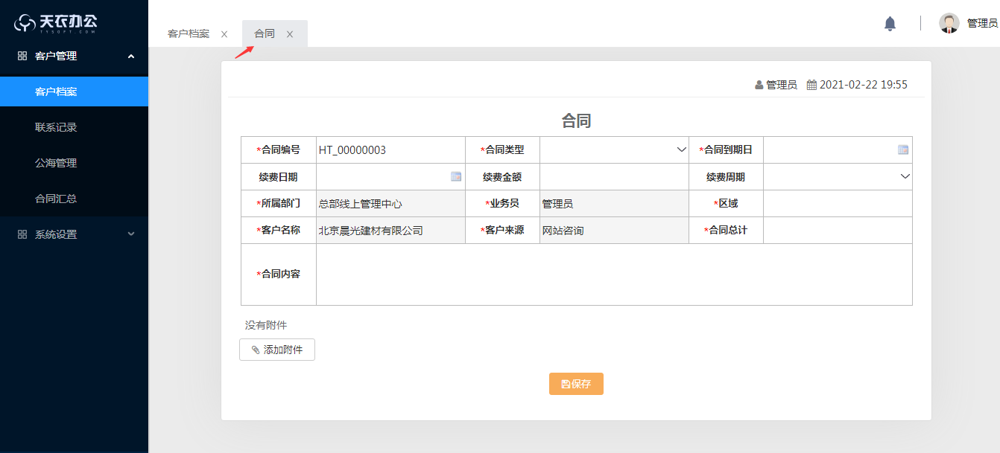 天衣办公
TYSOFT.COM
客户管理
客户档案
联系记录
公海管理
合同汇总
系统设置
客户档案 ×
合同 ×
管理员
管理员 2021-02-22 19:55
合同
*合同编号 HT_00000003 *合同类型 *合同到期日
续费日期 续费金额 续费周期
*所属部门 总部线上管理中心 *业务员 管理员 *区域
*客户名称 北京晨光建材有限公司 *客户来源 网站咨询 *合同总计
*合同内容
没有附件
添加附件
保存